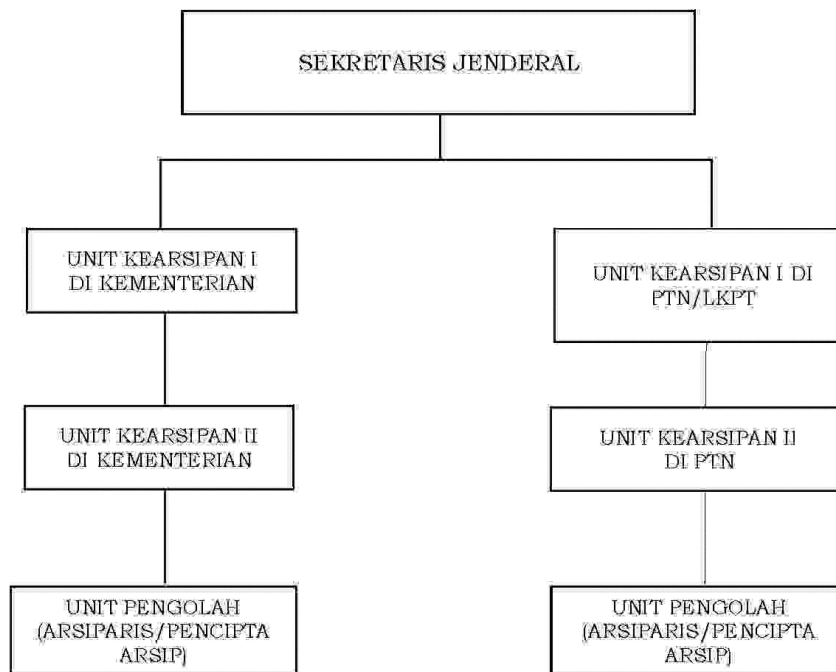 SEKRETARIS JENDERAL
UNIT KEARSIPAN I
DI KEMENTERIAN
UNIT KEARSIPAN I DI
PTN/LKPT
UNIT KEARSIPAN II
DI KEMENTERIAN
UNIT KEARSIPAN II
DI PTN
UNIT PENGOLAH
(ARSIPARIS/PENCIPTA
ARSIP)
UNIT PENGOLAH
(ARSIPARIS/PENCIPTA
ARSIP)